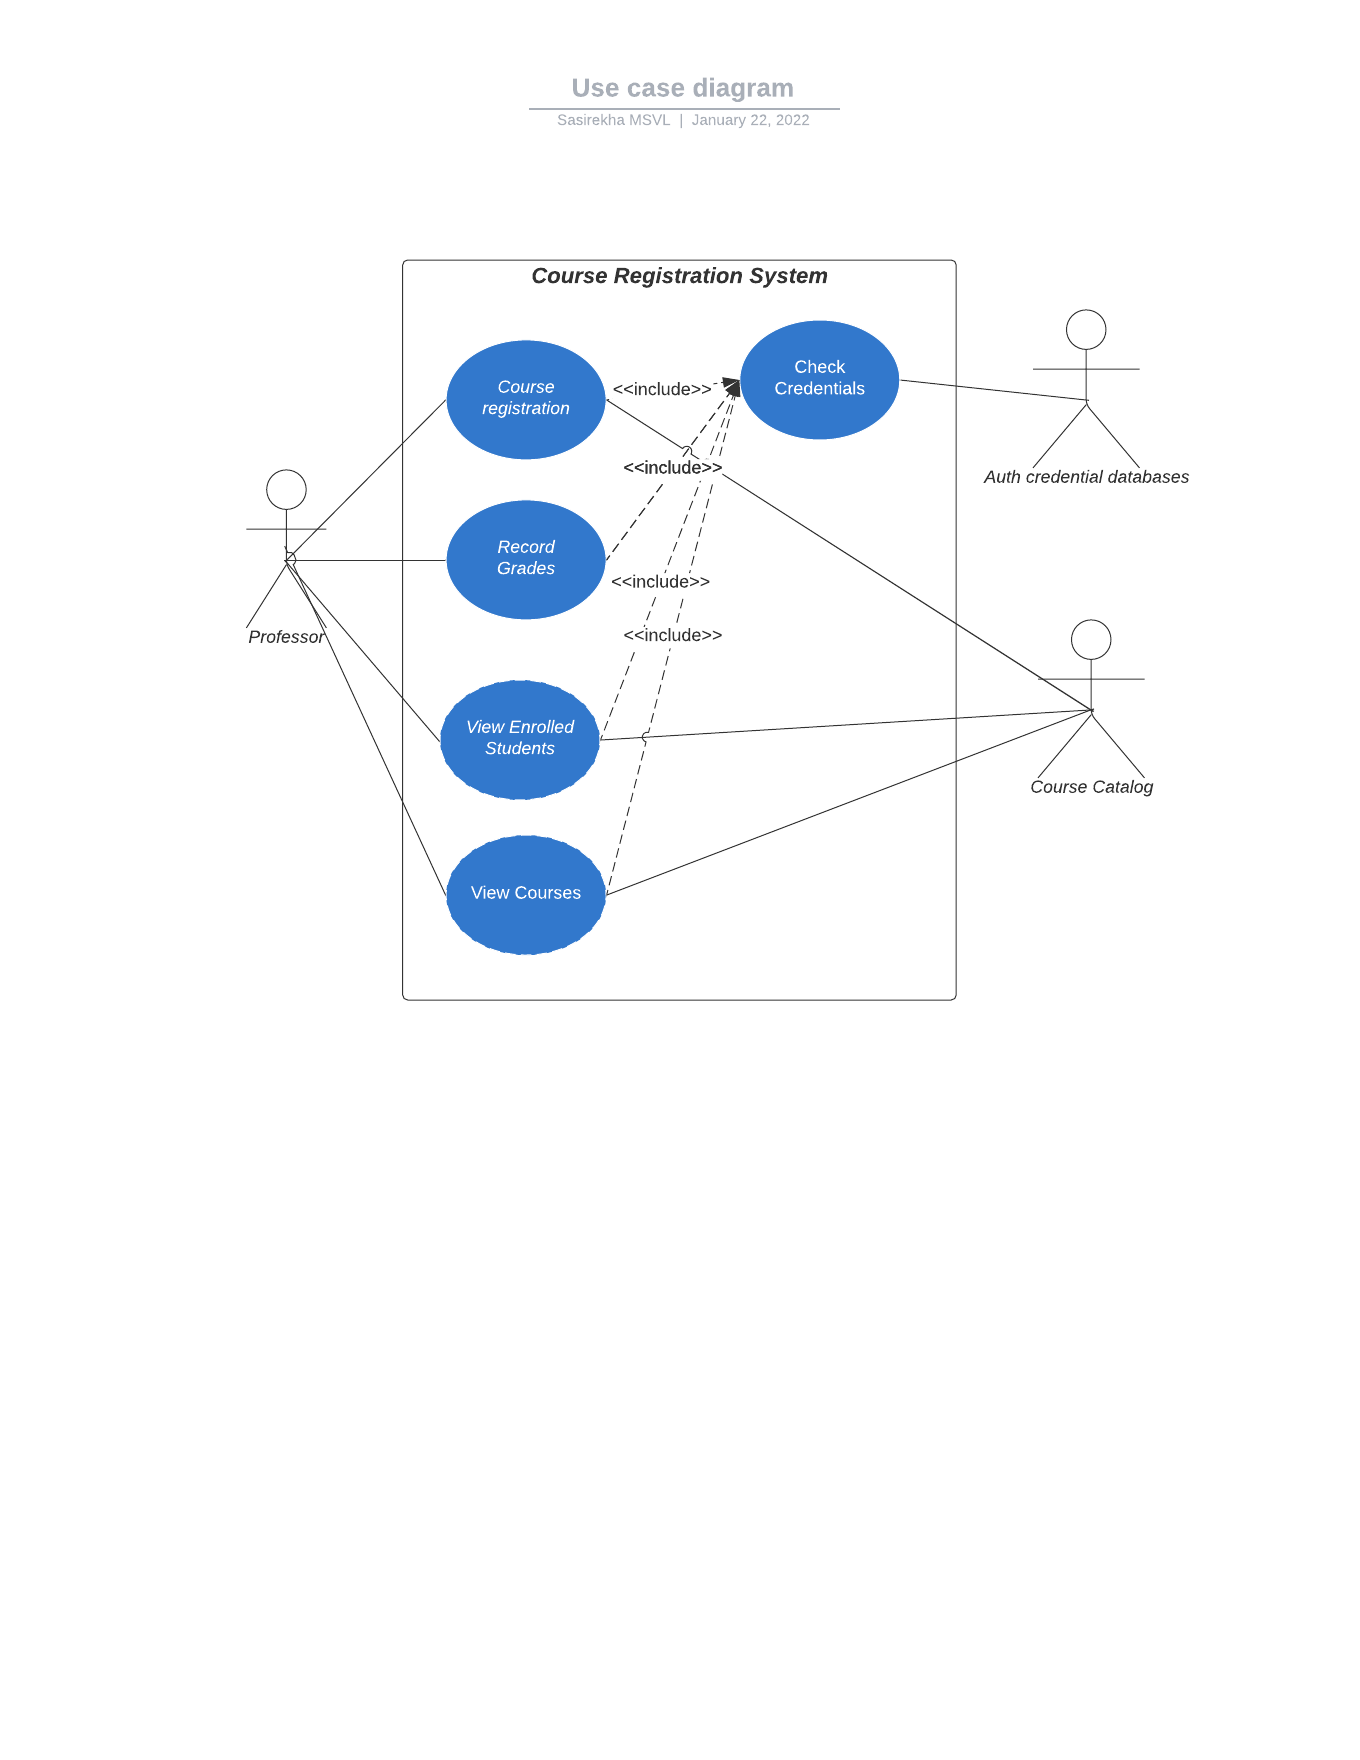 Use case diagram
Sasirekha MSVL | January 22, 2022
Course Registration System
Check
Credentials
Course
registration
<<include>>
<<include>>
Auth credential databases
Record
Grades
<<include>>
Professor
<<include>>
View Enrolled
Students
Course Catalog
View Courses